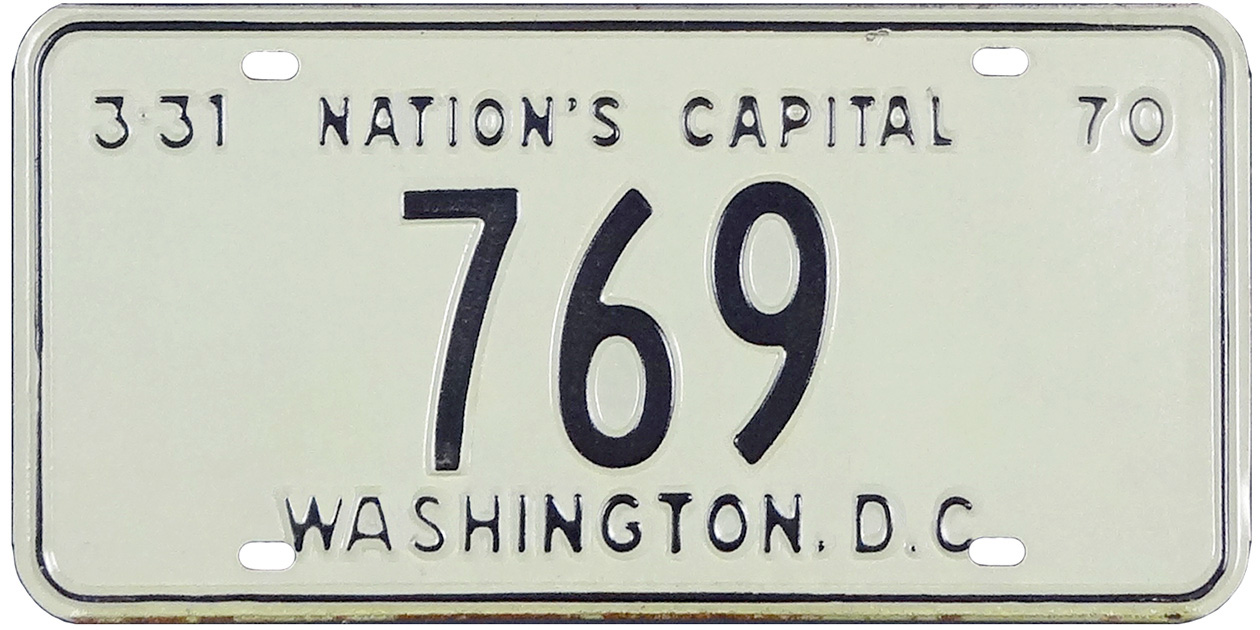 3·31 NATION'S CAPITAL 70
769
WASHINGTON, D.C